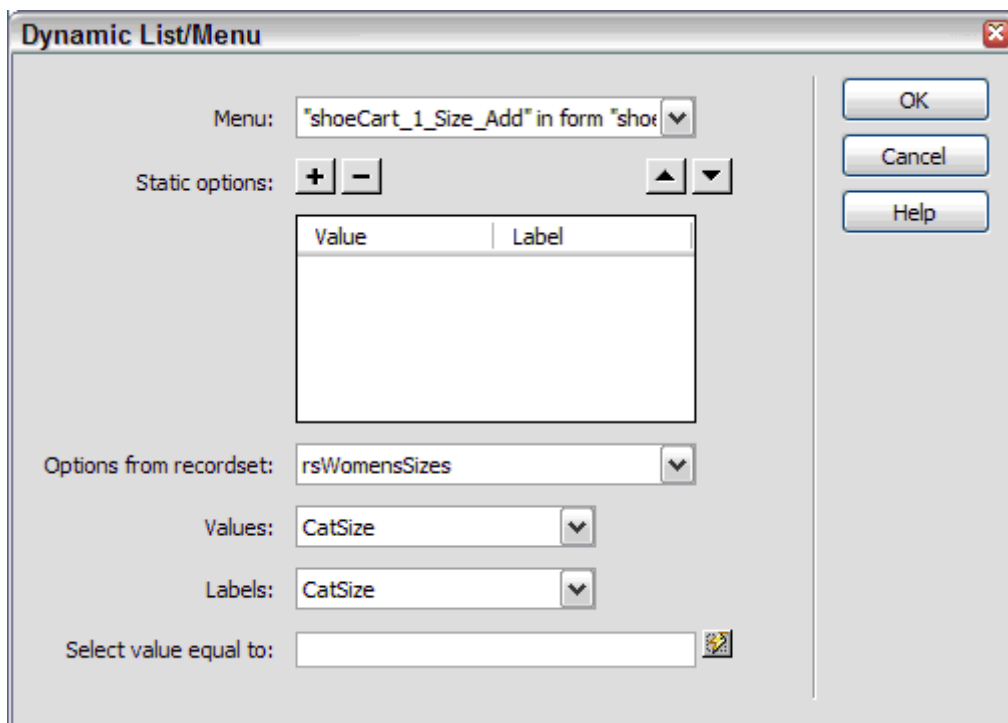 Dynamic List/Menu
Menu: "shoeCart_1_Size_Add" in form "shoe
OK
Cancel
Help
Static options: + −
Value Label
Options from recordset: rsWomensSizes
Values: CatSize
Labels: CatSize
Select value equal to: